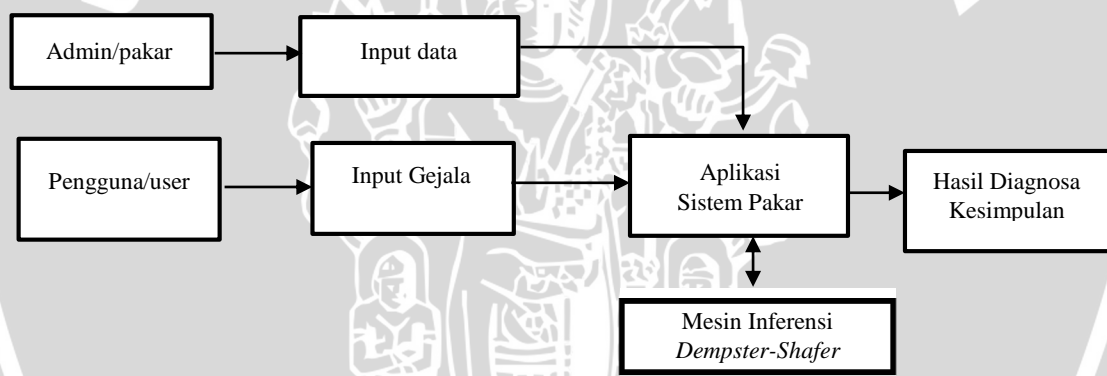 Admin/pakar
Input data
Pengguna/user
Input Gejala
Aplikasi
Sistem Pakar
Hasil Diagnosa
Kesimpulan
Mesin Inferensi
Dempster-Shafer